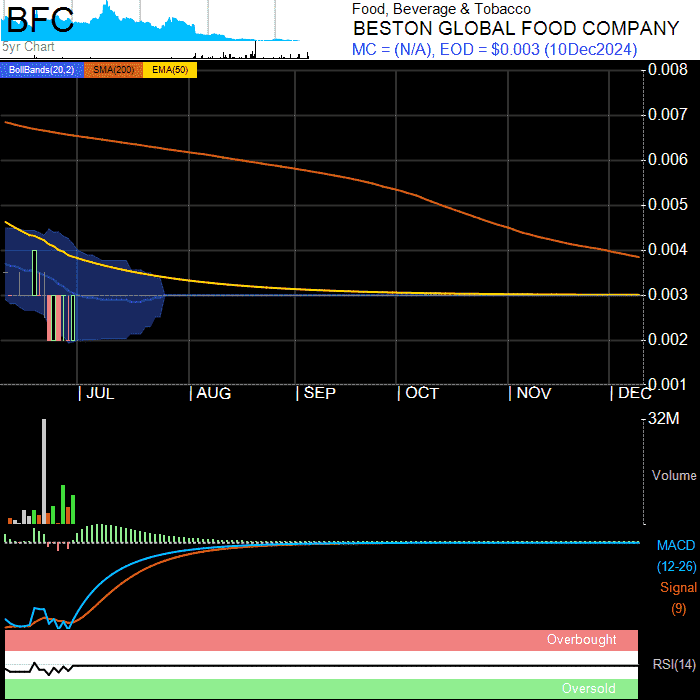 BFC
5yr Chart
Food, Beverage & Tobacco
BESTON GLOBAL FOOD COMPANY
MC = (N/A), EOD = $0.003 (10Dec2024)
BollBands(20,2) SMA(200) EMA(50)
0.008
0.007
0.006
0.005
0.004
0.003
0.002
0.001
| JUL | AUG | SEP | OCT | NOV | DEC
32M
Volume
MACD
(12-26)
Signal
(9)
Overbought
RSI(14)
Oversold